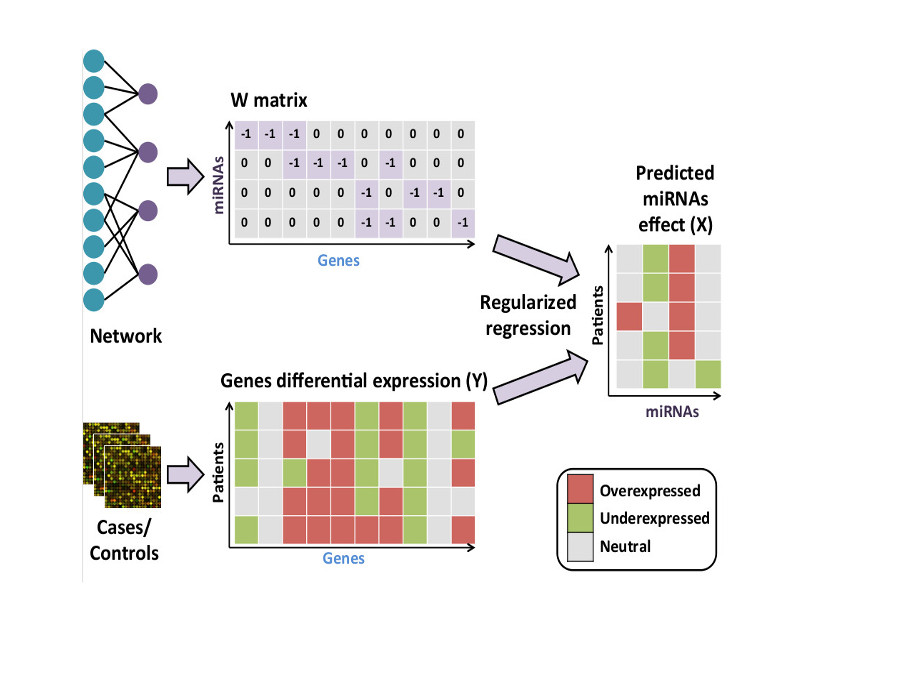 W matrix
miRNAs
-1 -1 -1 0 0 0 0 0 0 0
0 0 -1 -1 -1 0 -1 0 0 0
0 0 0 0 0 -1 0 -1 -1 0
0 0 0 0 0 -1 -1 0 0 -1
Genes
Network
Predicted
miRNAs
effect (X)
Patients
miRNAs
Regularized
regression
Genes differential expression (Y)
Patients
Genes
Cases/
Controls
Overexpressed
Underexpressed
Neutral